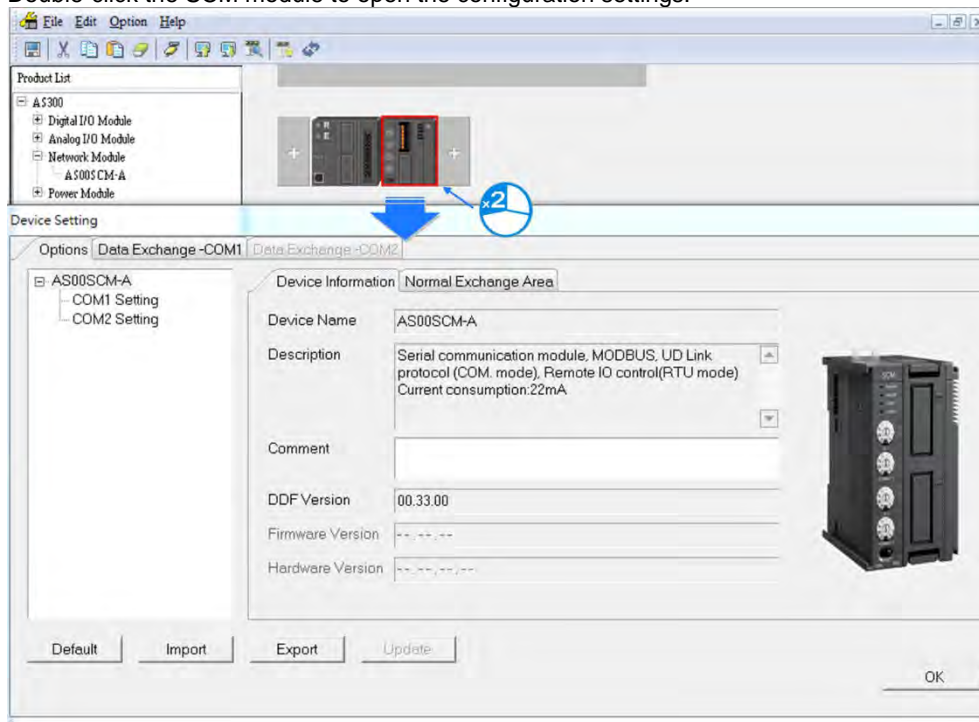 Double-click the SCM module to open the configuration settings.
File Edit Option Help
Product List
AS300
Digital I/O Module
Analog I/O Module
Network Module
AS00SCM-A
Power Module
×2
Device Setting
Options Data Exchange -COM1 Data Exchange -COM2
AS00SCM-A
COM1 Setting
COM2 Setting
Device Information Normal Exchange Area
Device Name AS00SCM-A
Description Serial communication module, MODBUS, UD Link
protocol (COM. mode), Remote IO control(RTU mode)
Current consumption:22mA
Comment
DDF Version 00.33.00
Firmware Version --.--.--
Hardware Version --.--.--.--
SCM
Default Import Export Update
OK